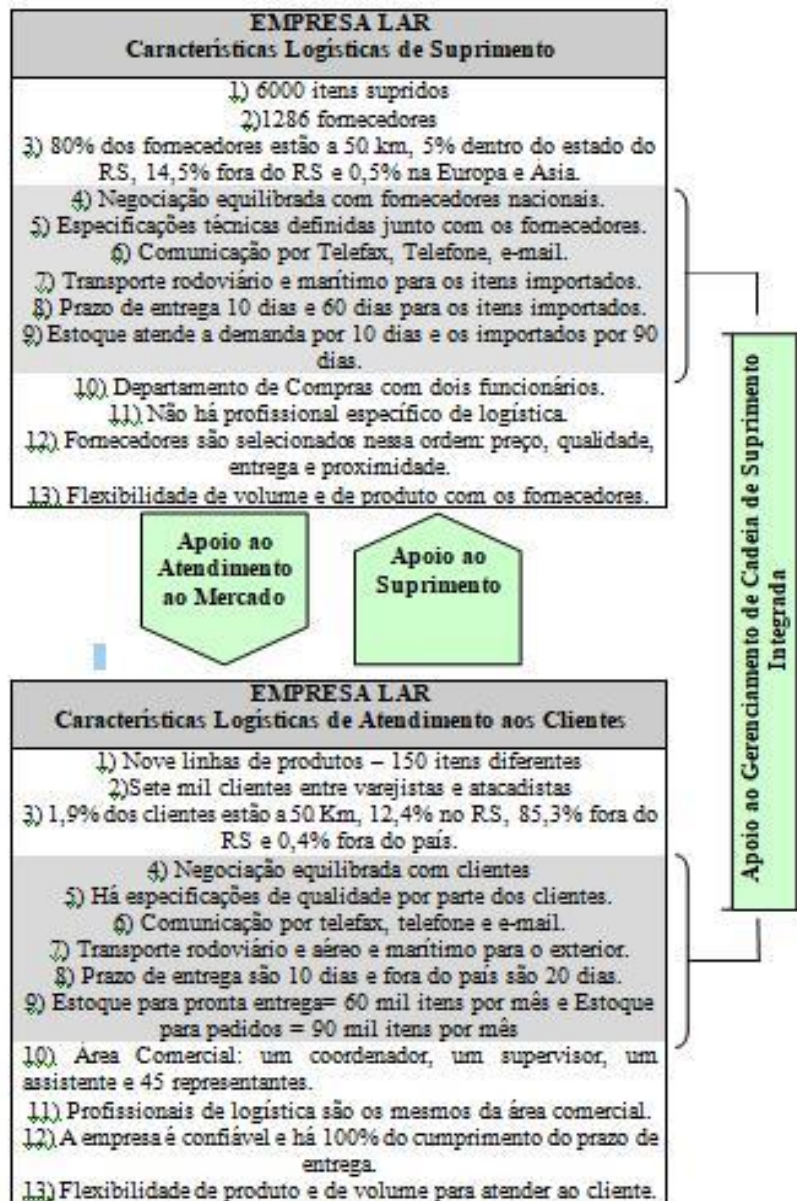 EMPRESA LAR
Características Logísticas de Suprimento
1) 6000 itens supridos
2)1286 fornecedores
3) 80% dos fornecedores estão a 50 km, 5% dentro do estado do
RS, 14,5% fora do RS e 0,5% na Europa e Ásia.
4) Negociação equilibrada com fornecedores nacionais.
5) Especificações técnicas definidas junto com os fornecedores.
6) Comunicação por Telefax, Telefone, e-mail.
7) Transporte rodoviário e marítimo para os itens importados.
8) Prazo de entrega 10 dias e 60 dias para os itens importados.
9) Estoque atende a demanda por 10 dias e os importados por 90
dias.
10) Departamento de Compras com dois funcionários.
11) Não há profissional específico de logística.
12) Fornecedores são selecionados nessa ordem: preço, qualidade,
entrega e proximidade.
13) Flexibilidade de volume e de produto com os fornecedores.
Apoio ao
Atendimento
ao Mercado
Apoio ao
Suprimento
Apoio ao Gerenciamento de Cadeia de Suprimento
Integrada
EMPRESA LAR
Características Logísticas de Atendimento aos Clientes
1) Nove linhas de produtos – 150 itens diferentes
2)Sete mil clientes entre varejistas e atacadistas
3) 1,9% dos clientes estão a 50 Km, 12,4% no RS, 85,3% fora do
RS e 0,4% fora do país.
4) Negociação equilibrada com clientes
5) Há especificações de qualidade por parte dos clientes.
6) Comunicação por telefax, telefone e e-mail.
7) Transporte rodoviário e aéreo e marítimo para o exterior.
8) Prazo de entrega são 10 dias e fora do país são 20 dias.
9) Estoque para pronta entrega= 60 mil itens por mês e Estoque
para pedidos = 90 mil itens por mês
10) Área Comercial: um coordenador, um supervisor, um
assistente e 45 representantes.
11) Profissionais de logística são os mesmos da área comercial.
12) A empresa é confiável e há 100% do cumprimento do prazo de
entrega.
13) Flexibilidade de produto e de volume para atender ao cliente.